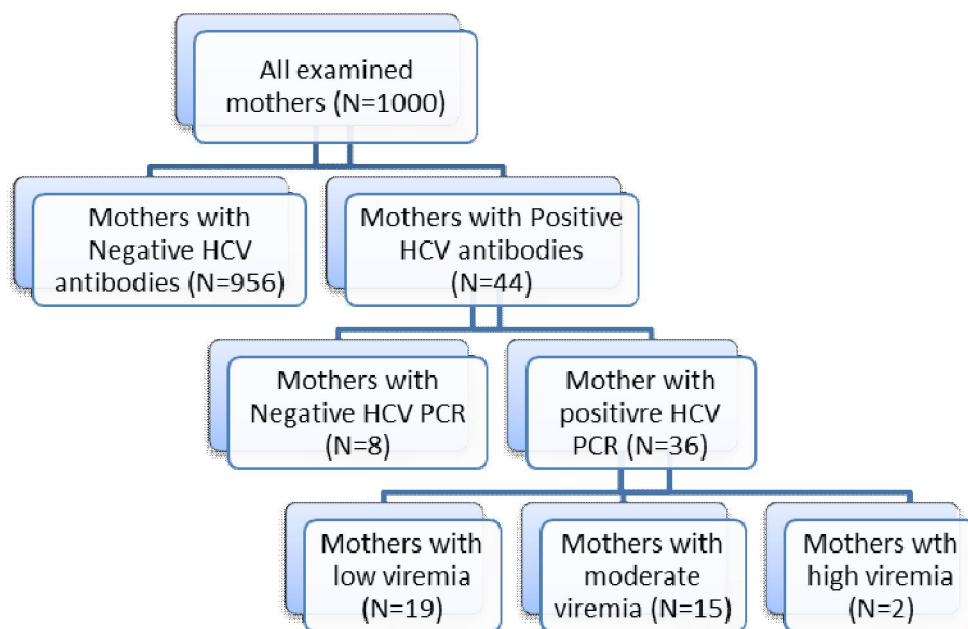 All examined
mothers (N=1000)
Mothers with
Negative HCV
antibodies (N=956)
Mothers with Positive
HCV antibodies
(N=44)
Mothers with
Negative HCV PCR
(N=8)
Mother with
positivre HCV
PCR (N=36)
Mothers with
low viremia
(N=19)
Mothers with
moderate
viremia (N=15)
Mothers wth
high viremia
(N=2)